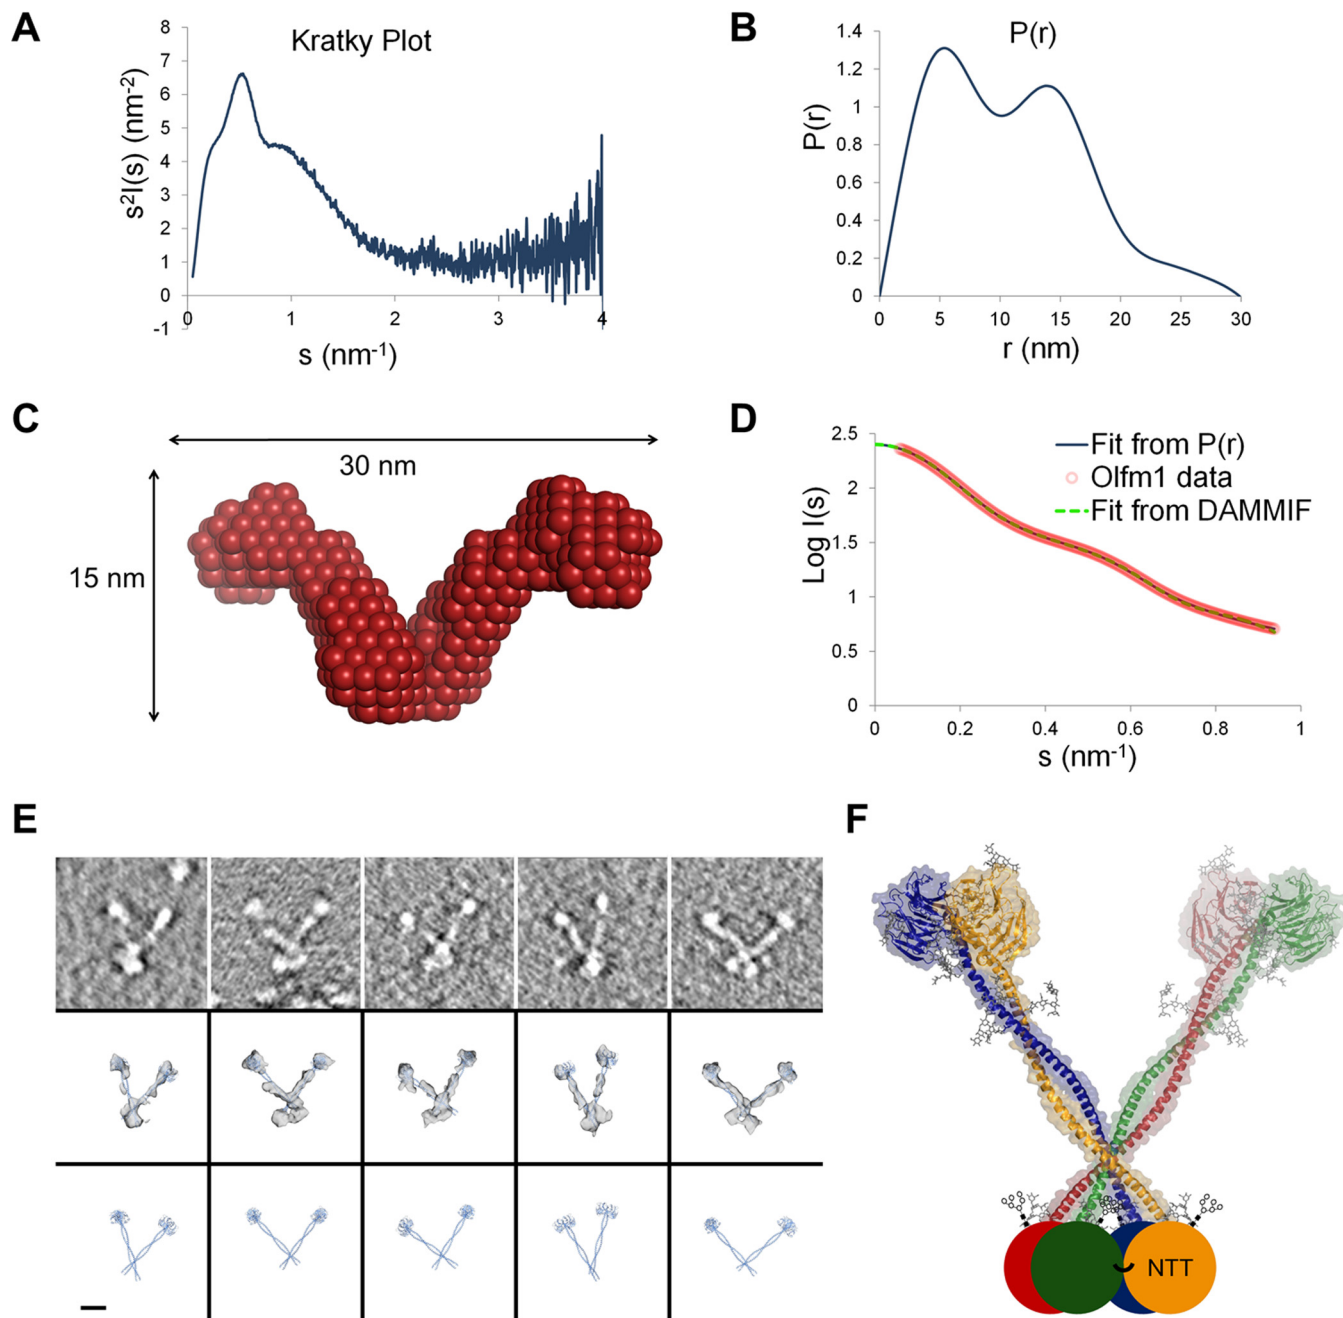 A
Kratky Plot
8
7
6
5
4
3
2
1
0
-1
s²I(s) (nm⁻²)
0 1 2 3 4
s (nm⁻¹)
B
P(r)
1.4
1.2
1
0.8
0.6
0.4
0.2
0
P(r)
0 5 10 15 20 25 30
r (nm)
C
30 nm
15 nm
D
2.5
2
1.5
1
0.5
0
Log I(s)
Fit from P(r)
Olfm1 data
Fit from DAMMIF
0 0.2 0.4 0.6 0.8 1
s (nm⁻¹)
E
F
NTT